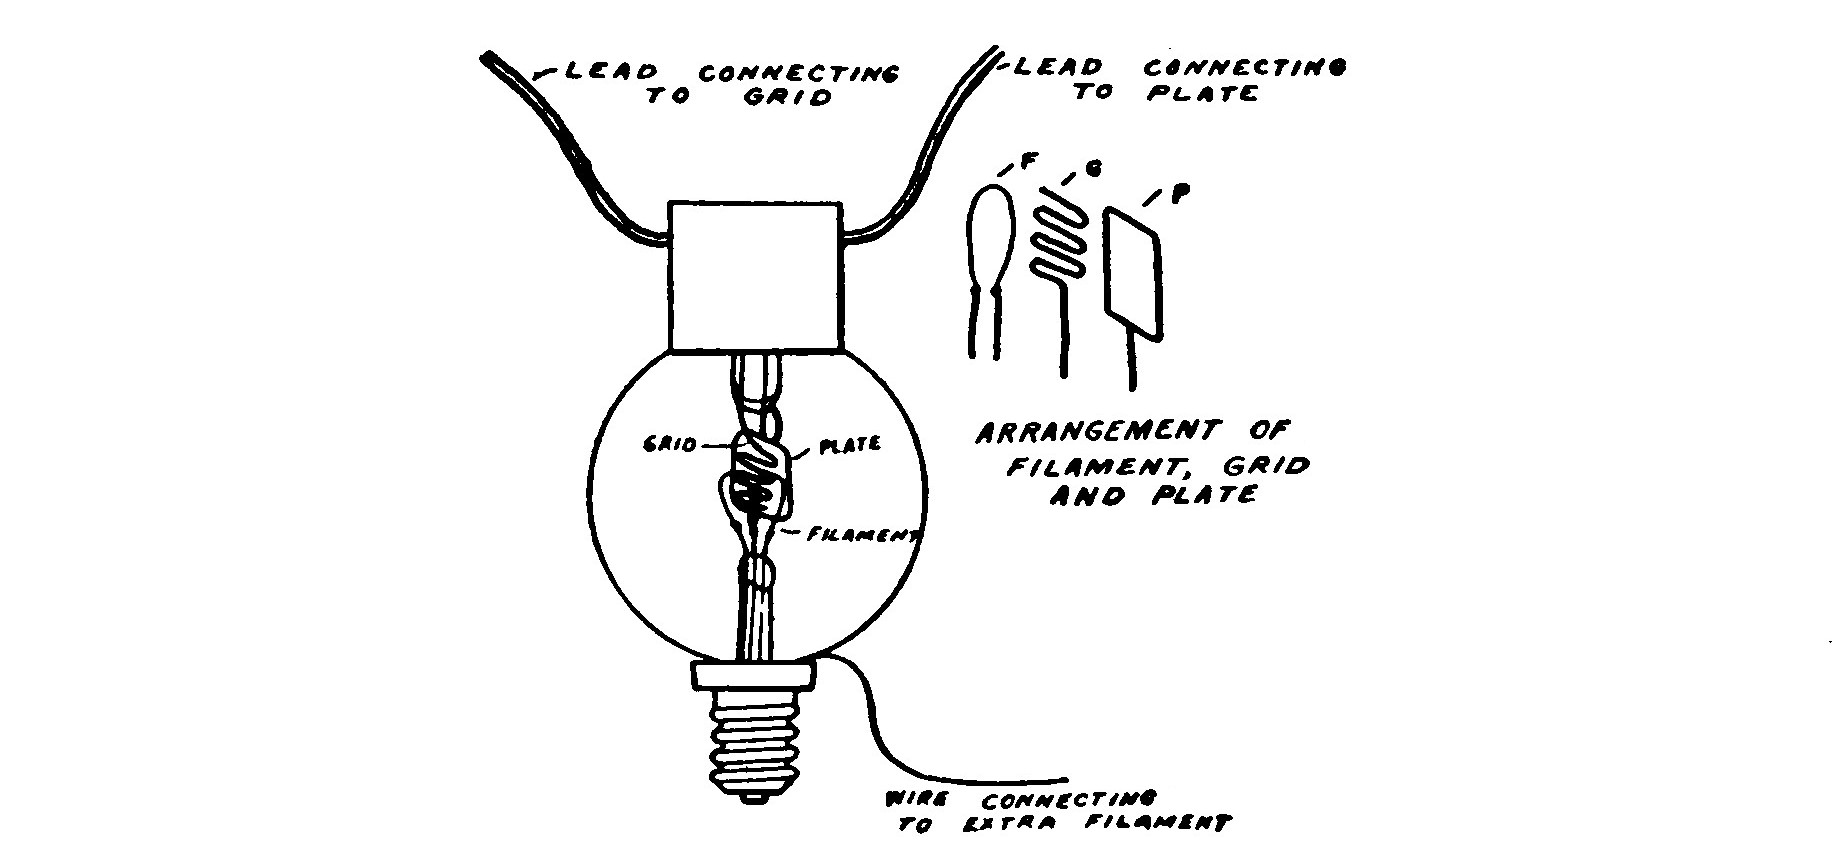 LEAD CONNECTING
TO GRID
LEAD CONNECTING
TO PLATE
F
G
P
GRID
PLATE
FILAMENT
ARRANGEMENT OF
FILAMENT, GRID
AND PLATE
WIRE CONNECTING
TO EXTRA FILAMENT